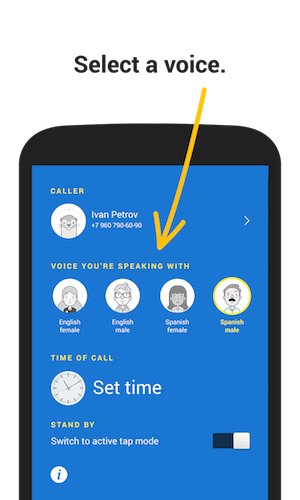 Select a voice.
CALLER
Ivan Petrov
+7 960 790-60-90
VOICE YOU'RE SPEAKING WITH
English female
English male
Spanish female
Spanish male
TIME OF CALL
Set time
STAND BY
Switch to active tap mode
i